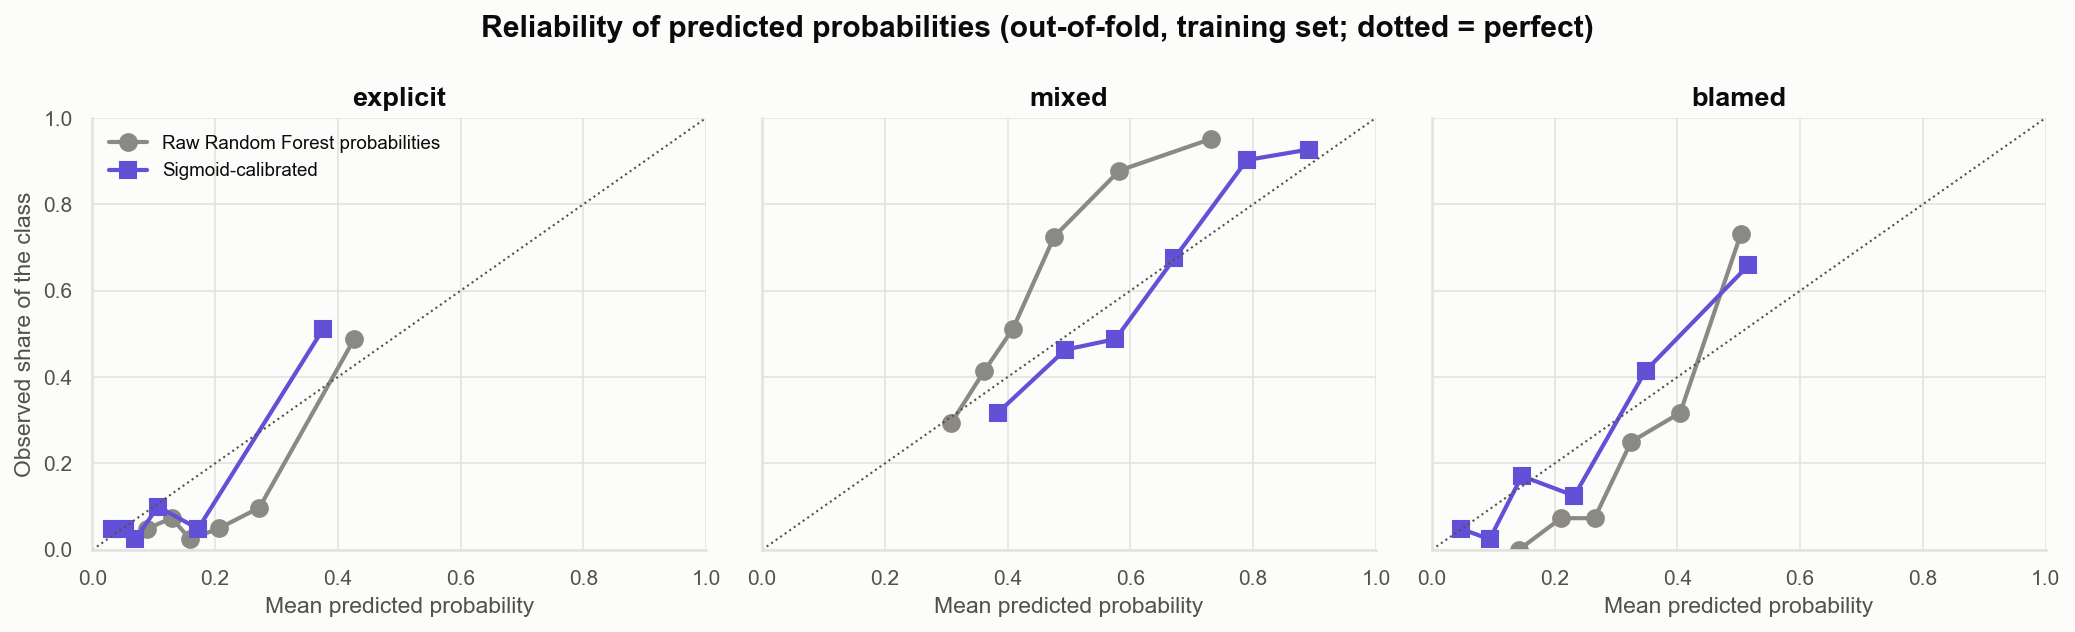 Reliability of predicted probabilities (out-of-fold, training set; dotted = perfect)
explicit
mixed
blamed
Raw Random Forest probabilities
Sigmoid-calibrated
Observed share of the class
1.0
0.8
0.6
0.4
0.2
0.0
0.0 0.2 0.4 0.6 0.8 1.0
0.0 0.2 0.4 0.6 0.8 1.0
0.0 0.2 0.4 0.6 0.8 1.0
Mean predicted probability
Mean predicted probability
Mean predicted probability